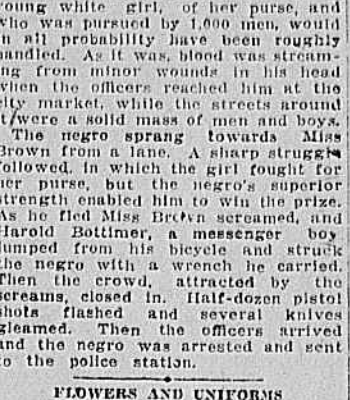 young white girl, of her purse, and
who was pursued by 1,000 men, would
in all probability have been roughly
handled. As it was, blood was stream-
ing from minor wounds in his head
when the officers reached him at the
city market, while the streets around
it were a solid mass of men and boys.
The negro sprang towards Miss
Brown from a lane. A sharp struggle
followed, in which the girl fought for
her purse, but the negro's superior
strength enabled him to win the prize.
As he fled Miss Brown screamed, and
Harold Bottimer, a messenger boy
jumped from his bicycle and struck
the negro with a wrench he carried.
Then the crowd, attracted by the
screams, closed in. Half-dozen pistol
shots flashed and several knives
gleamed. Then the officers arrived
and the negro was arrested and sent
to the police station.
FLOWERS AND UNIFORMS